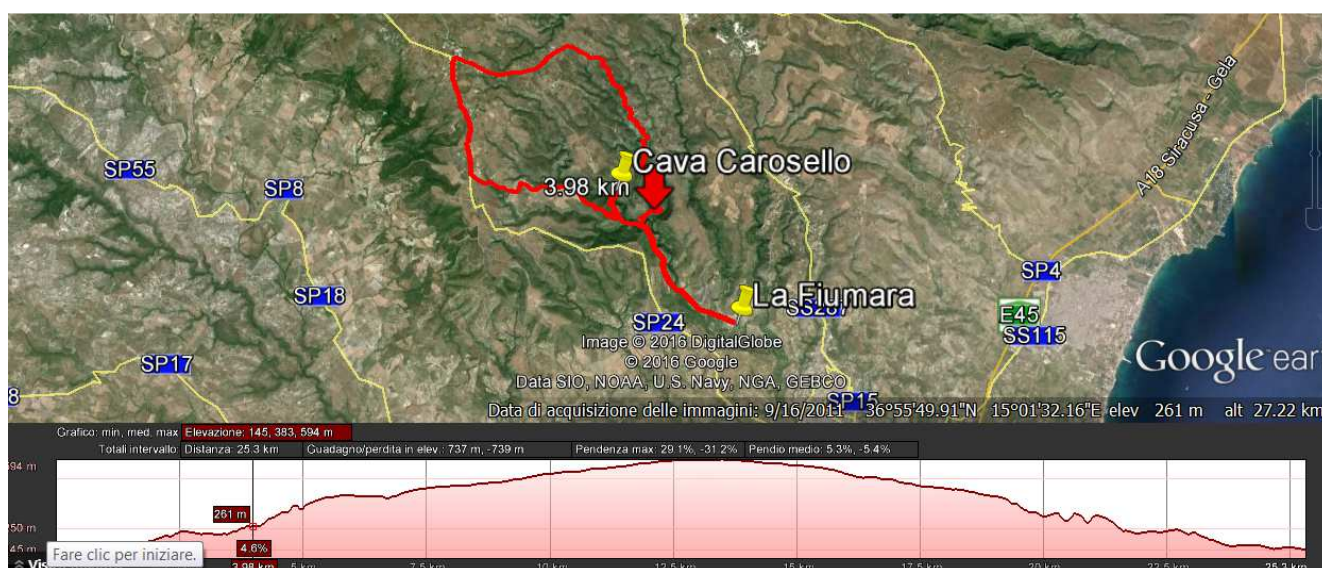 SP55
SP8
Cava Carosello
3.98 km
A18 Siracusa - Gela
SP4
SP18
La Fiumara
SP24
E45
SS115
SP17
8
Image © 2016 DigitalGlobe
© 2016 Google
Data SIO, NOAA, U.S. Navy, NGA, GEBCO
Google ear
SP15
Data di acquisizione delle immagini: 9/16/2011 36°55'49.91"N 15°01'32.16"E elev 261 m alt 27.22 km
Grafico: min, med, max Elevazione: 145, 383, 594 m
Totali intervallo Distanza: 25.3 km Guadagno/perdita in elev.: 737 m, -739 m Pendenza max: 29.1%, -31.2% Pendio medio: 5.3%, -5.4%
594 m
261 m
250 m
4.6%
145 m
Fare clic per iniziare.
3.98 km 5 km 7.5 km 10 km 12.5 km 15 km 17.5 km 20 km 22.5 km 25.3 km